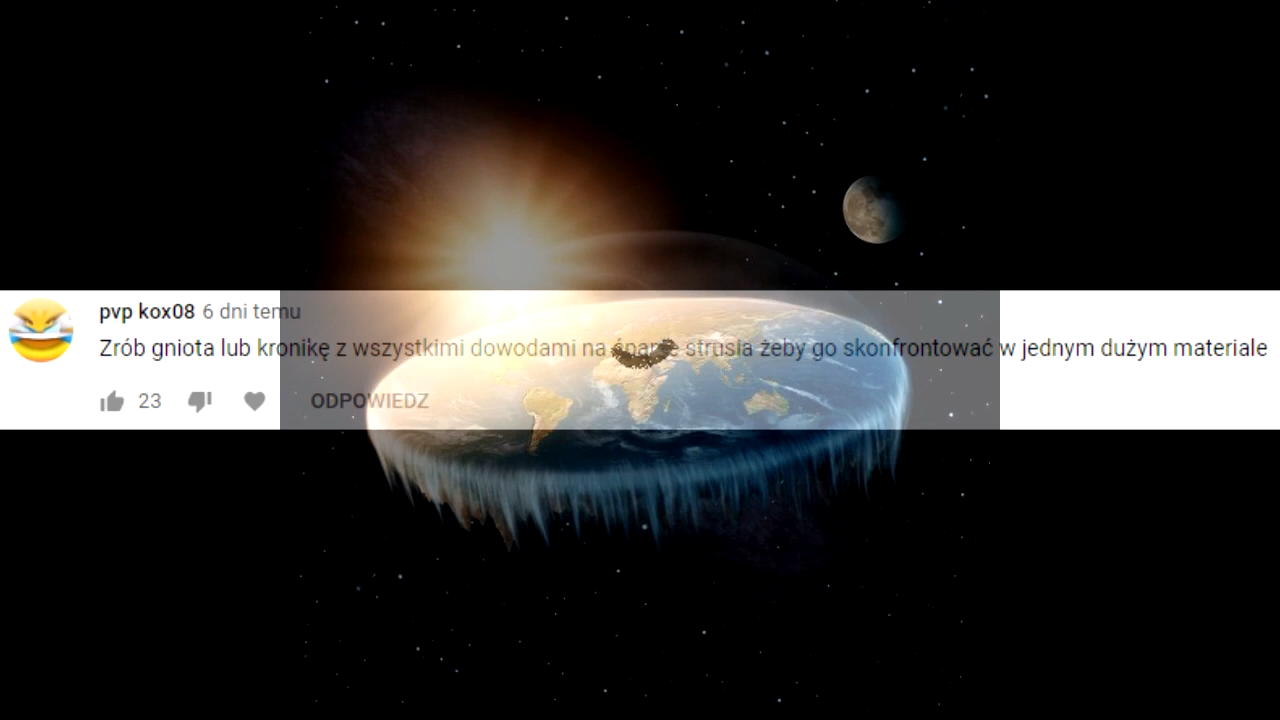 pvp kox08 6 dni temu
Zrób gniota lub kronikę z wszystkimi dowodami na strusia żeby go skonfrontować w jednym dużym materiale
23 ODPOWIEDZ